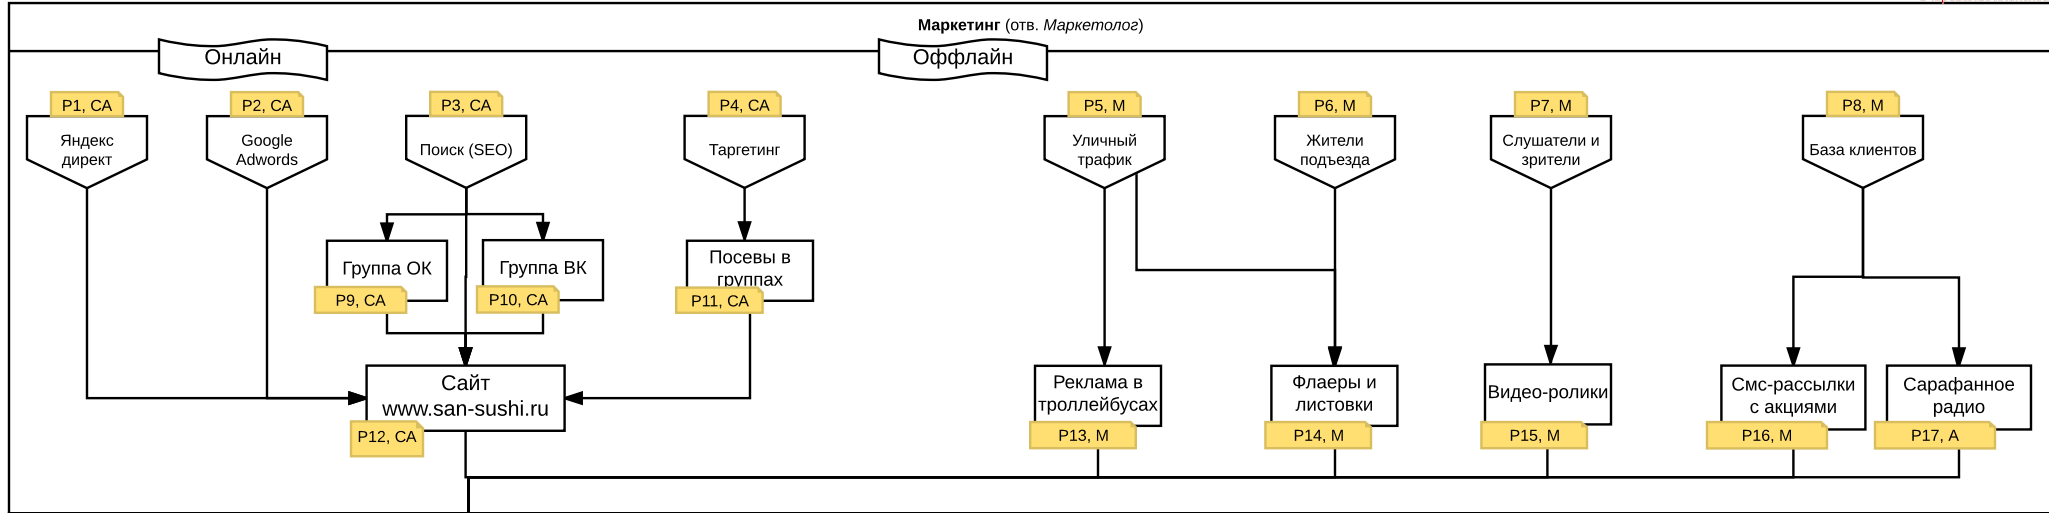 Маркетинг (отв. Маркетолог)
Онлайн
Оффлайн
P1, CA
P2, CA
P3, CA
P4, CA
P5, M
P6, M
P7, M
P8, M
Яндекс
директ
Google
Adwords
Поиск (SEO)
Таргетинг
Уличный
трафик
Жители
подъезда
Слушатели и
зрители
База клиентов
Группа ОК
P9, CA
Группа ВК
P10, CA
Посевы в
группах
P11, CA
Сайт
www.san-sushi.ru
P12, CA
Реклама в
троллейбусах
P13, M
Флаеры и
листовки
P14, M
Видео-ролики
P15, M
Смс-рассылки
с акциями
P16, M
Сарафанное
радио
P17, A